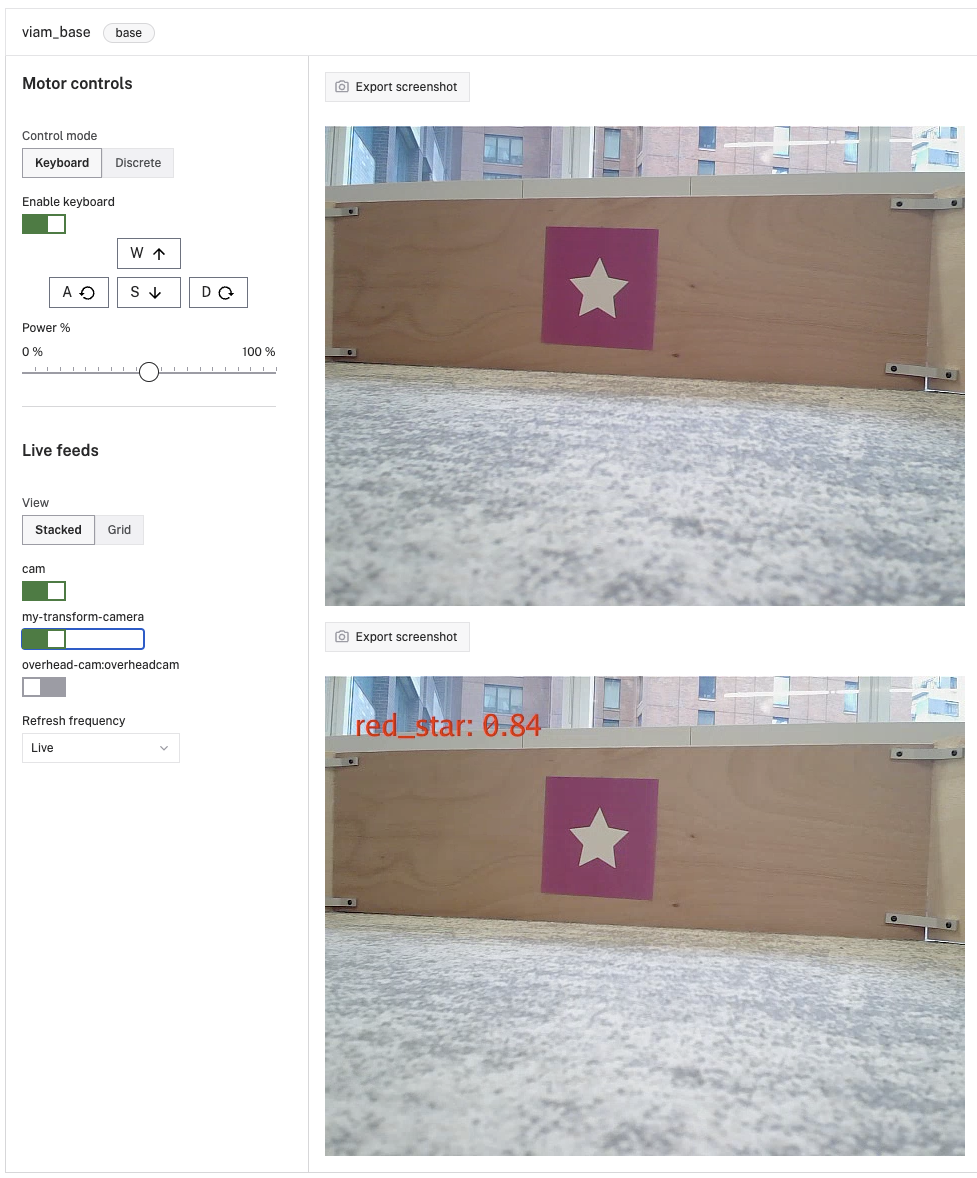 viam_base base
Motor controls
Control mode
Keyboard Discrete
Enable keyboard
W
A S D
Power %
0 % 100 %
Live feeds
View
Stacked Grid
cam
my-transform-camera
overhead-cam:overheadcam
Refresh frequency
Live
Export screenshot
Export screenshot
red_star: 0.84